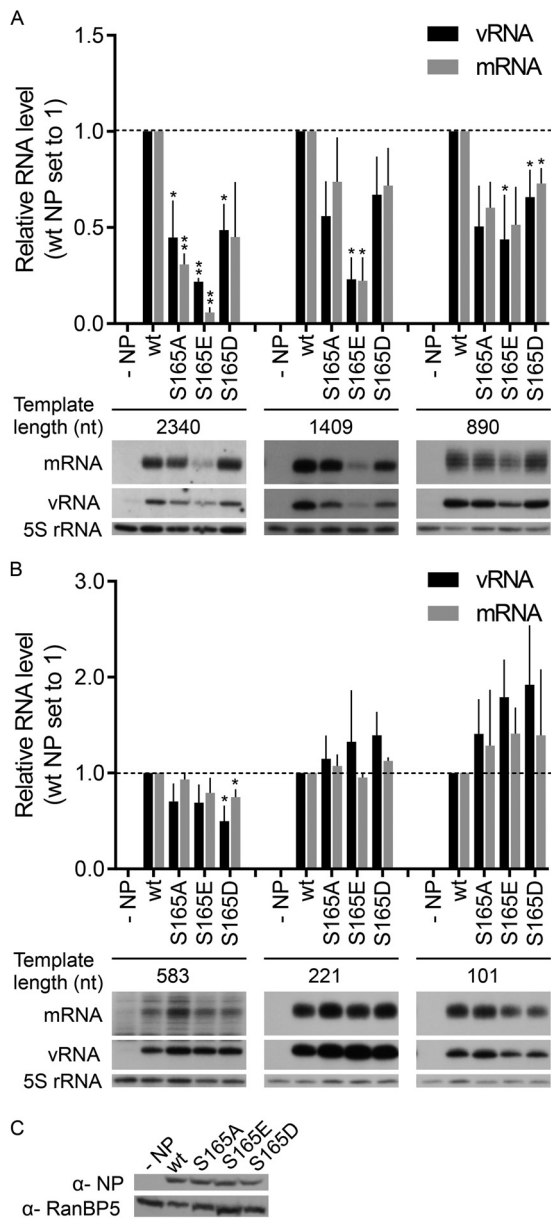 A
1.5
1.0
0.5
0.0
Relative RNA level
(wt NP set to 1)
vRNA
mRNA
* ** ** ** *
* *
* * *
- NP wt S165A S165E S165D
- NP wt S165A S165E S165D
- NP wt S165A S165E S165D
Template
length (nt)
2340 1409 890
mRNA
vRNA
5S rRNA
B
3.0
2.0
1.0
0.0
Relative RNA level
(wt NP set to 1)
vRNA
mRNA
* *
- NP wt S165A S165E S165D
- NP wt S165A S165E S165D
- NP wt S165A S165E S165D
Template
length (nt)
583 221 101
mRNA
vRNA
5S rRNA
C
- NP wt S165A S165E S165D
α- NP
α- RanBP5